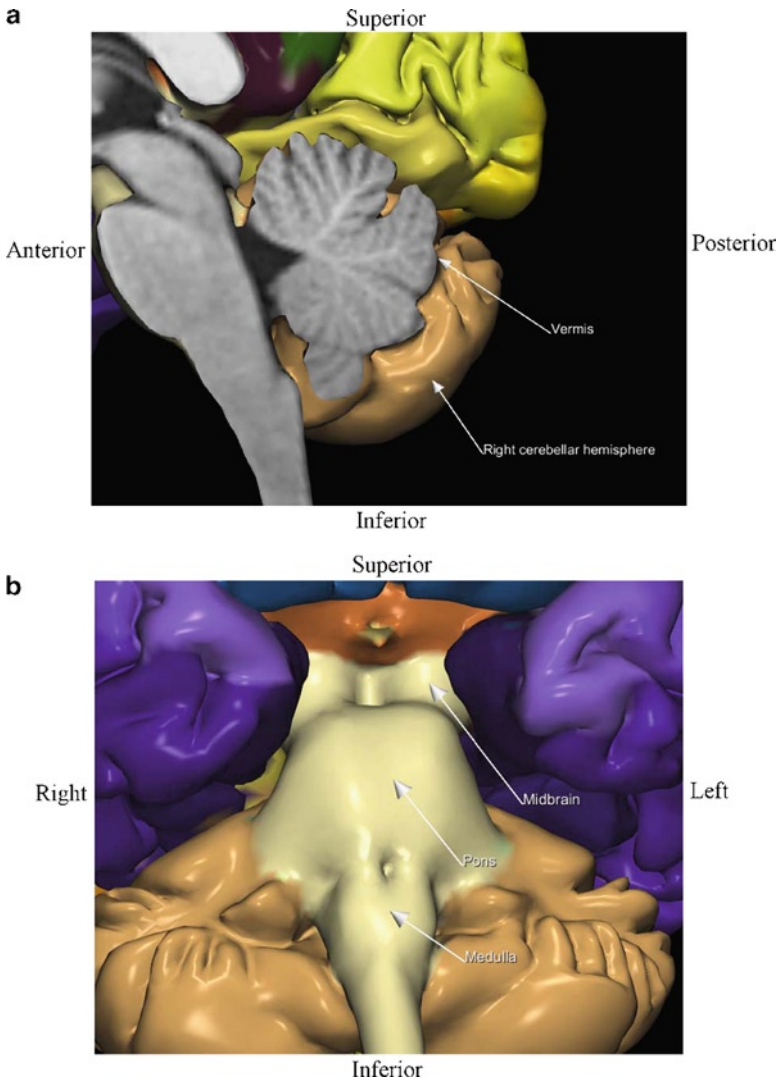 a
Superior
Anterior
Posterior
Vermis
Right cerebellar hemisphere
Inferior
Superior
b
Right
Left
Midbrain
Pons
Medulla
Inferior